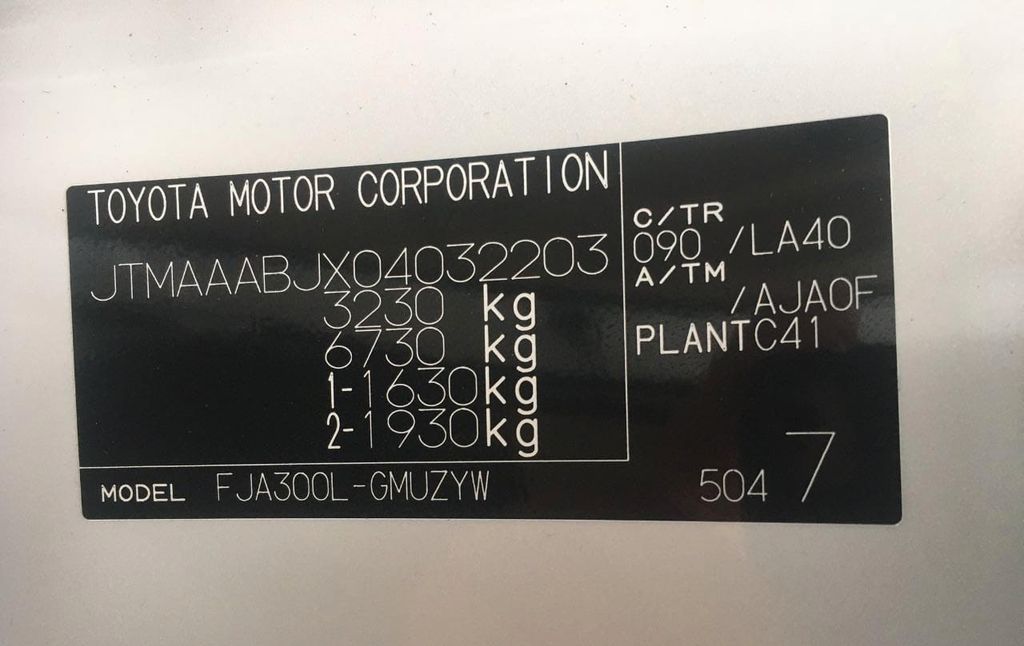 TOYOTA MOTOR CORPORATION
JTMAAABJX04032203
3230 kg
6730 kg
1-1630kg
2-1930kg
MODEL FJA300L-GMUZYW
C/TR
090 /LA40
A/TM
/AJA0F
PLANTC41
504 7